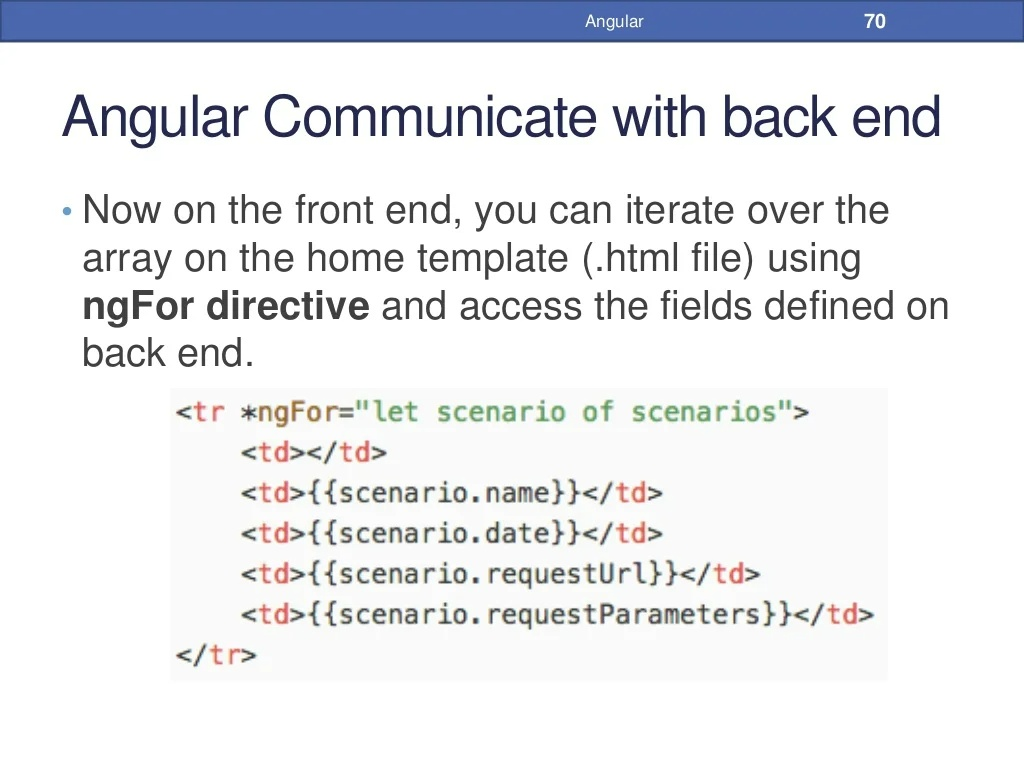 Angular 70
Angular Communicate with back end
• Now on the front end, you can iterate over the
array on the home template (.html file) using
ngFor directive and access the fields defined on
back end.
<tr *ngFor="let scenario of scenarios">
    <td></td>
    <td>{{scenario.name}}</td>
    <td>{{scenario.date}}</td>
    <td>{{scenario.requestUrl}}</td>
    <td>{{scenario.requestParameters}}</td>
</tr>